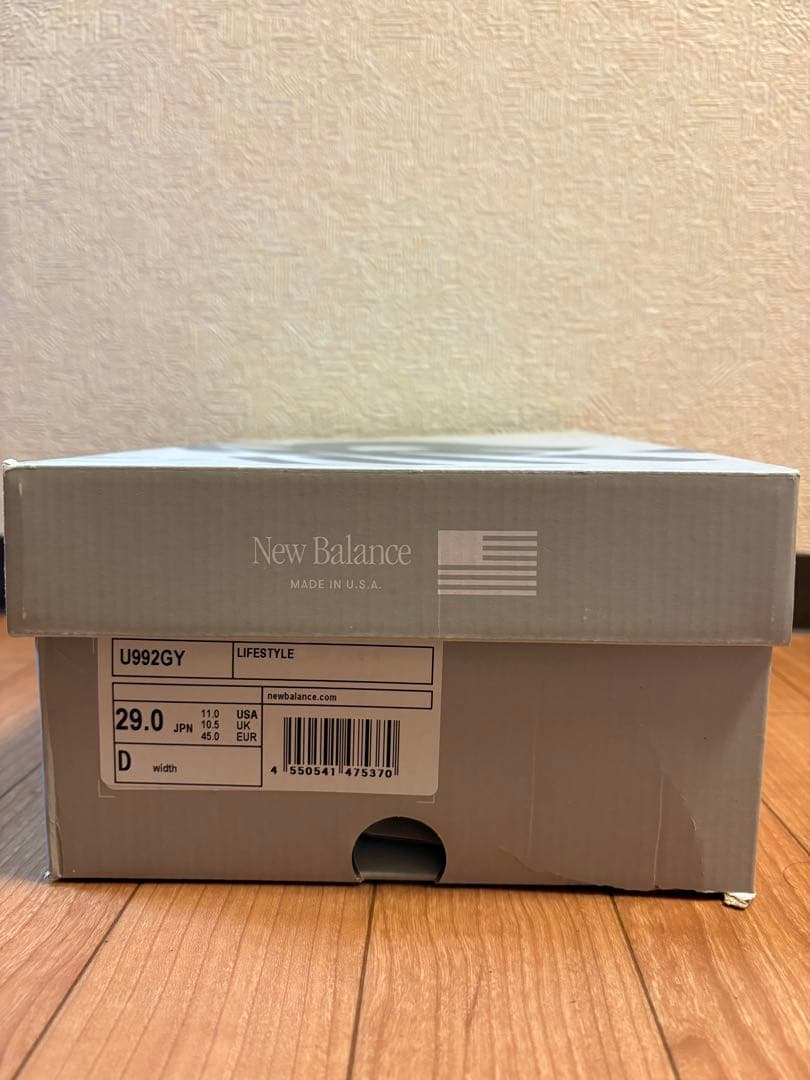 New Balance
MADE IN U.S.A.
U992GY
LIFESTYLE
newbalance.com
29.0 JPN
11.0 USA
10.5 UK
45.0 EUR
D width
4 550541 475370